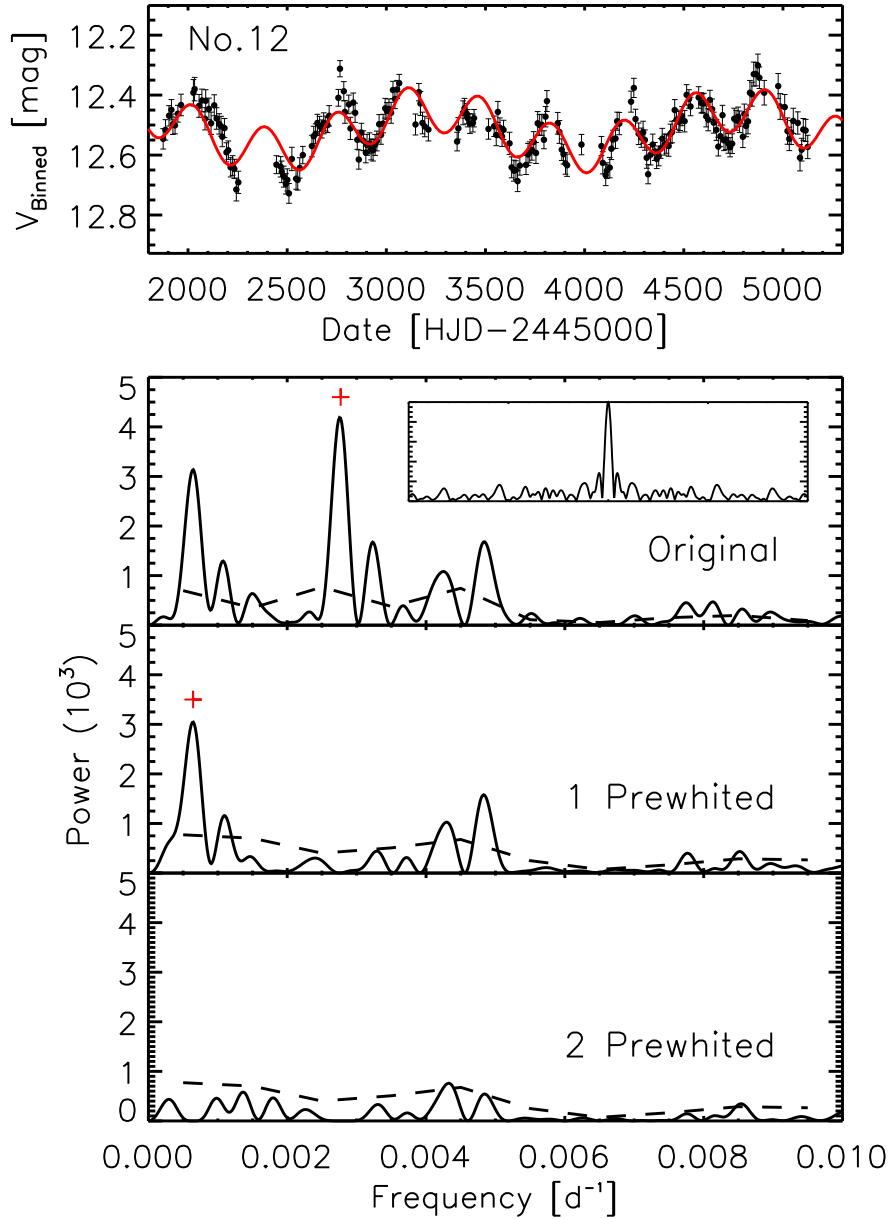 No.12
12.2
12.4
12.6
12.8
V_Binned [mag]
2000 2500 3000 3500 4000 4500 5000
Date [HJD-2445000]
5
4
3
2
1
Original
5
4
3
2
1
1 Prewhited
5
4
3
2
1
0
2 Prewhited
Power (10³)
0.000 0.002 0.004 0.006 0.008 0.010
Frequency [d⁻¹]